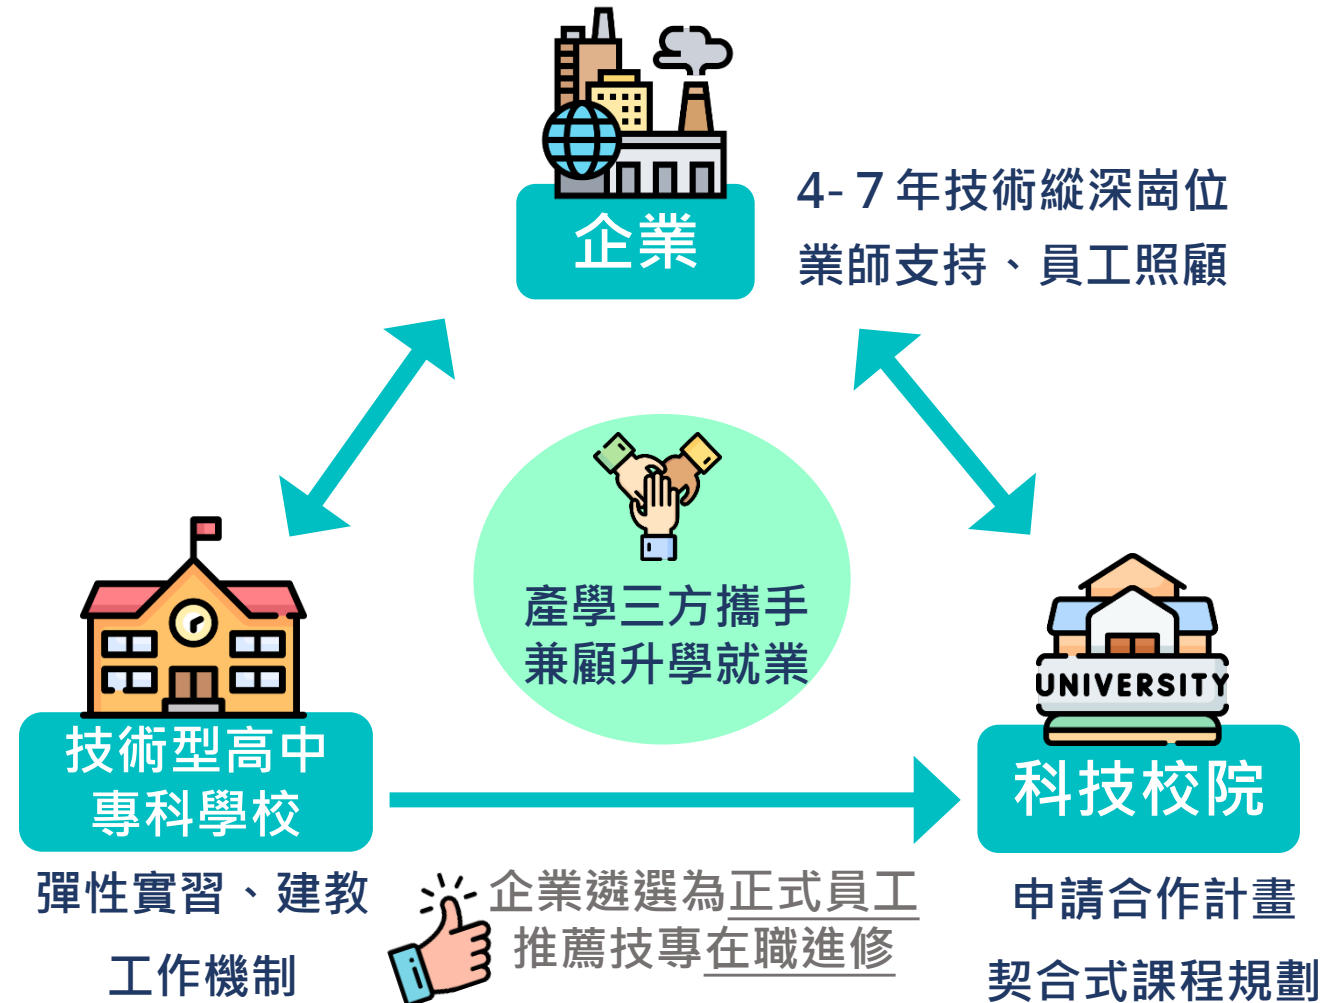 企業
4-7年技術縱深崗位
業師支持、員工照顧
產學三方攜手
兼顧升學就業
UNIVERSITY
技術型高中
專科學校
科技校院
彈性實習、建教
工作機制
企業遴選為正式員工
推薦技專在職進修
申請合作計畫
契合式課程規劃